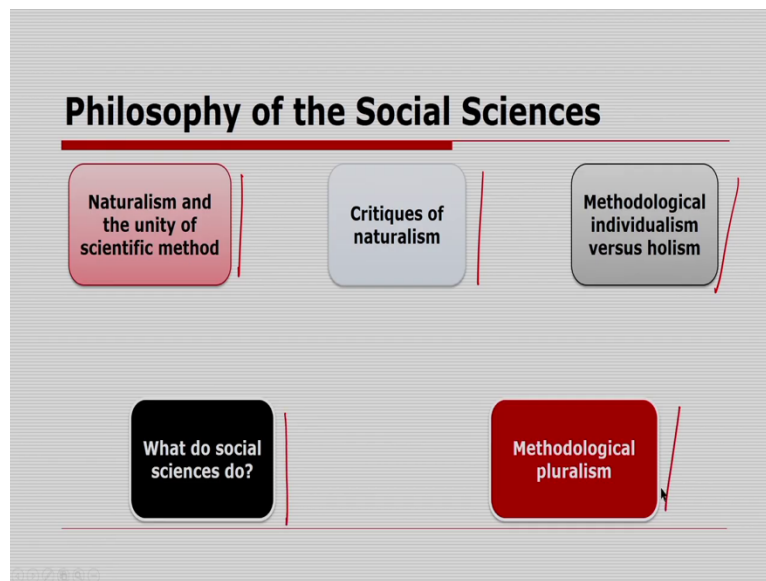 Philosophy of the Social Sciences
Naturalism and
the unity of
scientific method
Critiques of
naturalism
Methodological
individualism
versus holism
What do social
sciences do?
Methodological
pluralism